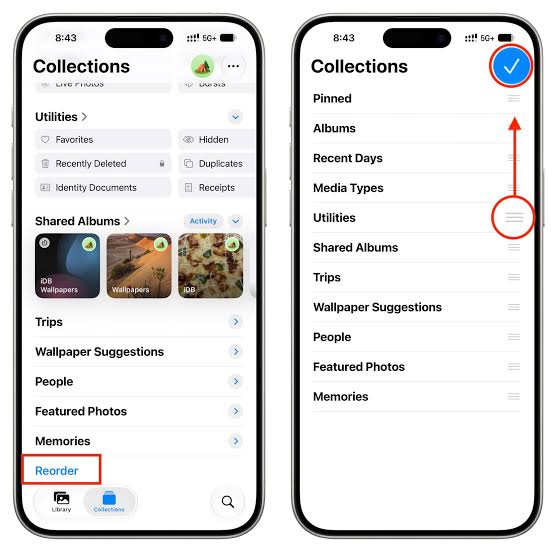 8:43
5G+
Collections
Live Photos
Bursts
Utilities
Favorites
Hidden
Recently Deleted
Duplicates
Identity Documents
Receipts
Shared Albums
Activity
iDB
Wallpapers
Wallpapers
iDB
Trips
Wallpaper Suggestions
People
Featured Photos
Memories
Reorder
Library
Collections
8:43
5G+
Collections
Pinned
Albums
Recent Days
Media Types
Utilities
Shared Albums
Trips
Wallpaper Suggestions
People
Featured Photos
Memories